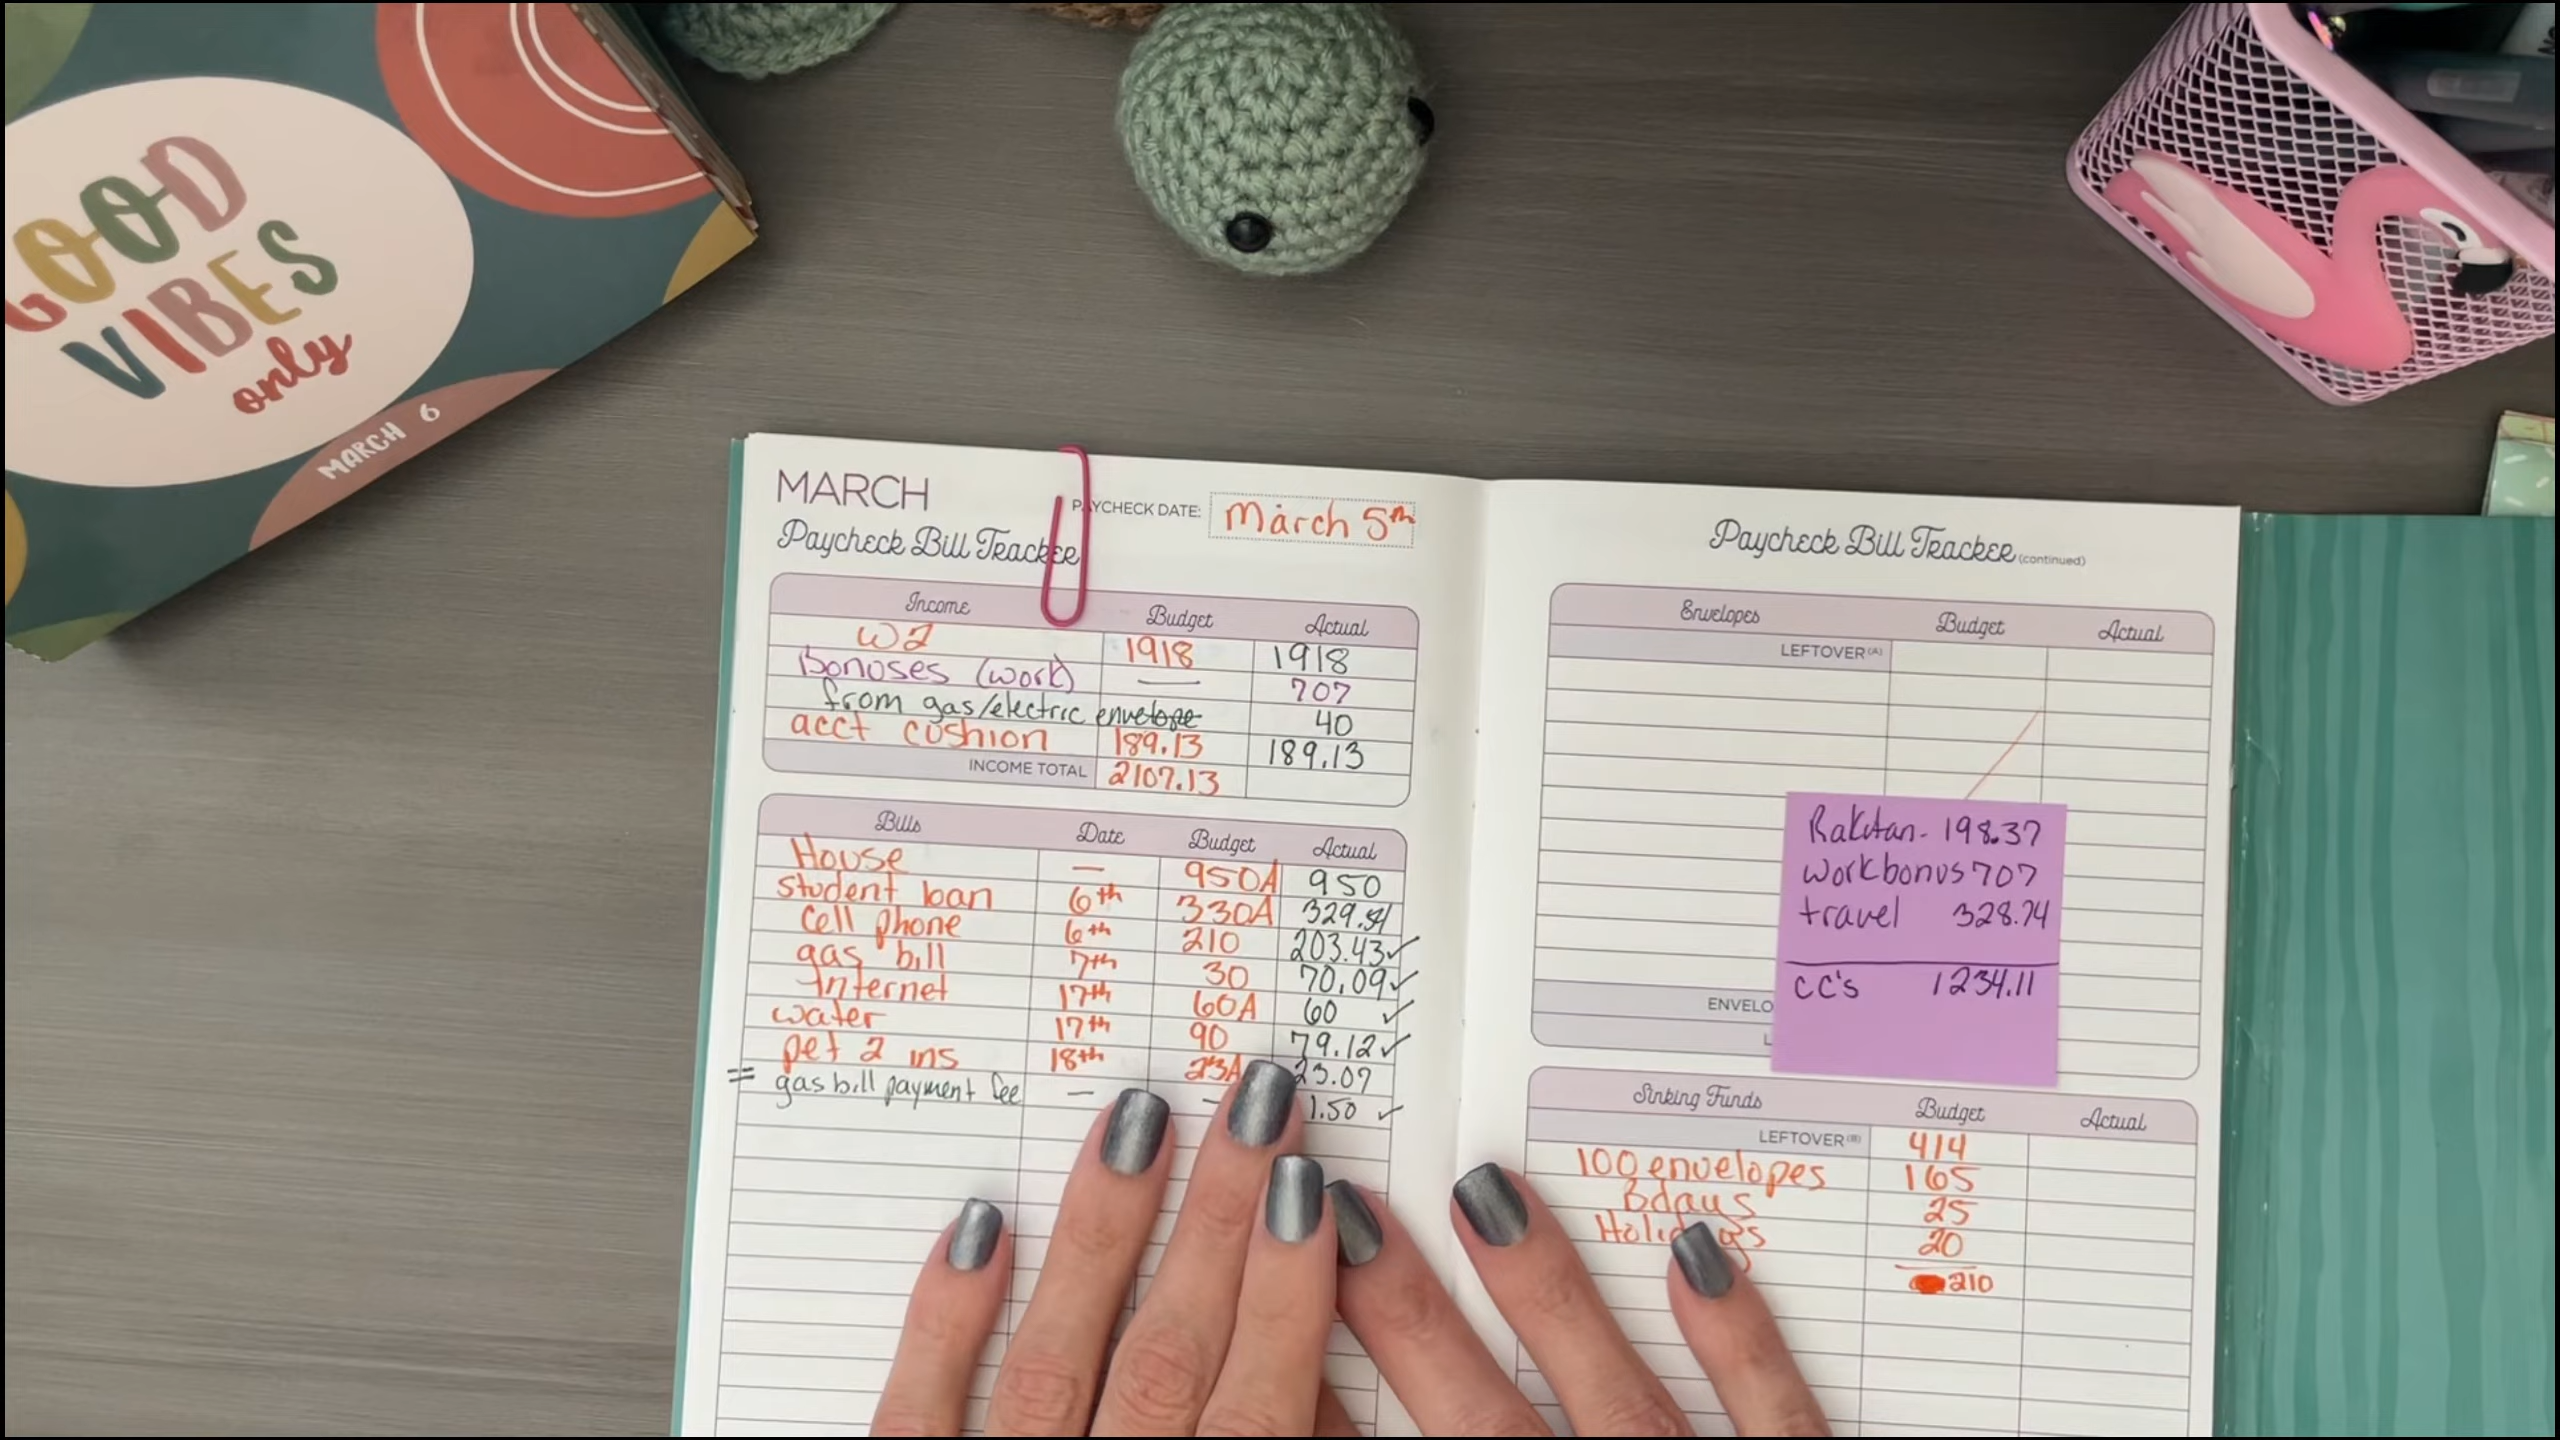 GOOD
VIBES
only
MARCH 6
MARCH
PAYCHECK DATE: March 5th
Paycheck Bill Tracker
Income Budget Actual
W2 1918 1918
Bonuses (work) — 707
from gas/electric envelope 40
acct cushion 189.13 189.13
INCOME TOTAL 2107.13
Bills Date Budget Actual
House — 950A 950
student loan 6th 330A
cell phone 6th 210 203.43 ✓
gas bill 7th 30 70.09 ✓
Internet 17th 60A 60 ✓
water 17th 90 79.12 ✓
pet 2 ins 18th 23A 23.07
= gas bill payment fee — - 1.50 ✓
Paycheck Bill Tracker (continued)
Envelopes Budget Actual
LEFTOVER (A)
Rakutan - 198.37
work bonus 707
travel 328.74
CC's 1234.11
ENVELO
L
Sinking Funds Budget Actual
LEFTOVER (B) 414
100 envelopes 165
Bdays 25
20
210